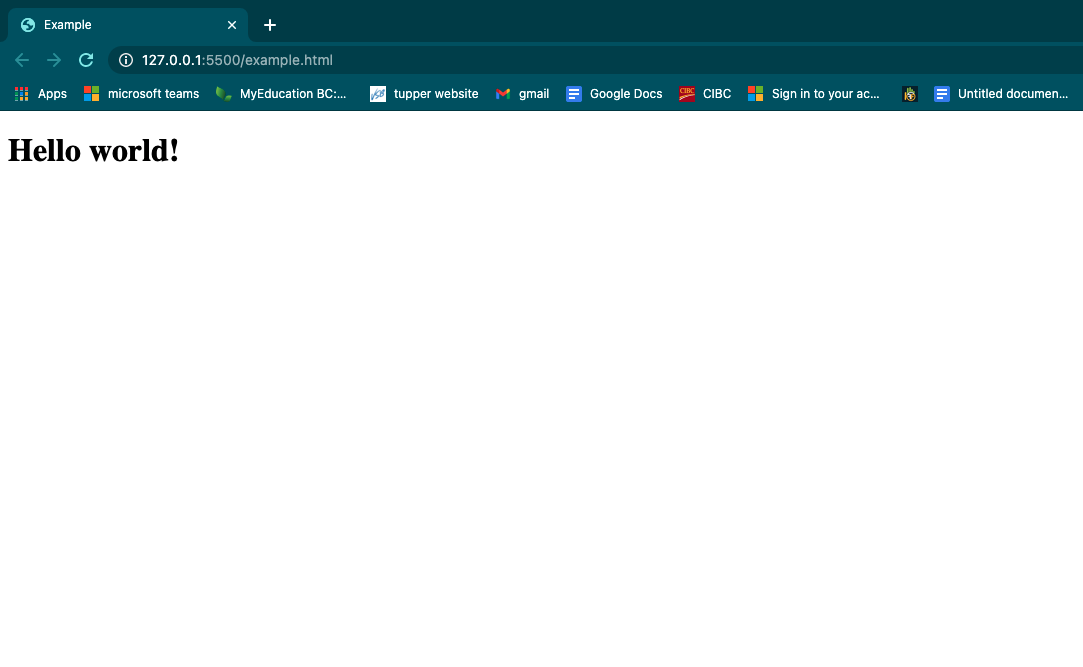 Example
127.0.0.1:5500/example.html
Apps microsoft teams MyEducation BC:... tupper website gmail Google Docs CIBC CIBC Sign in to your ac... Untitled documen...
Hello world!